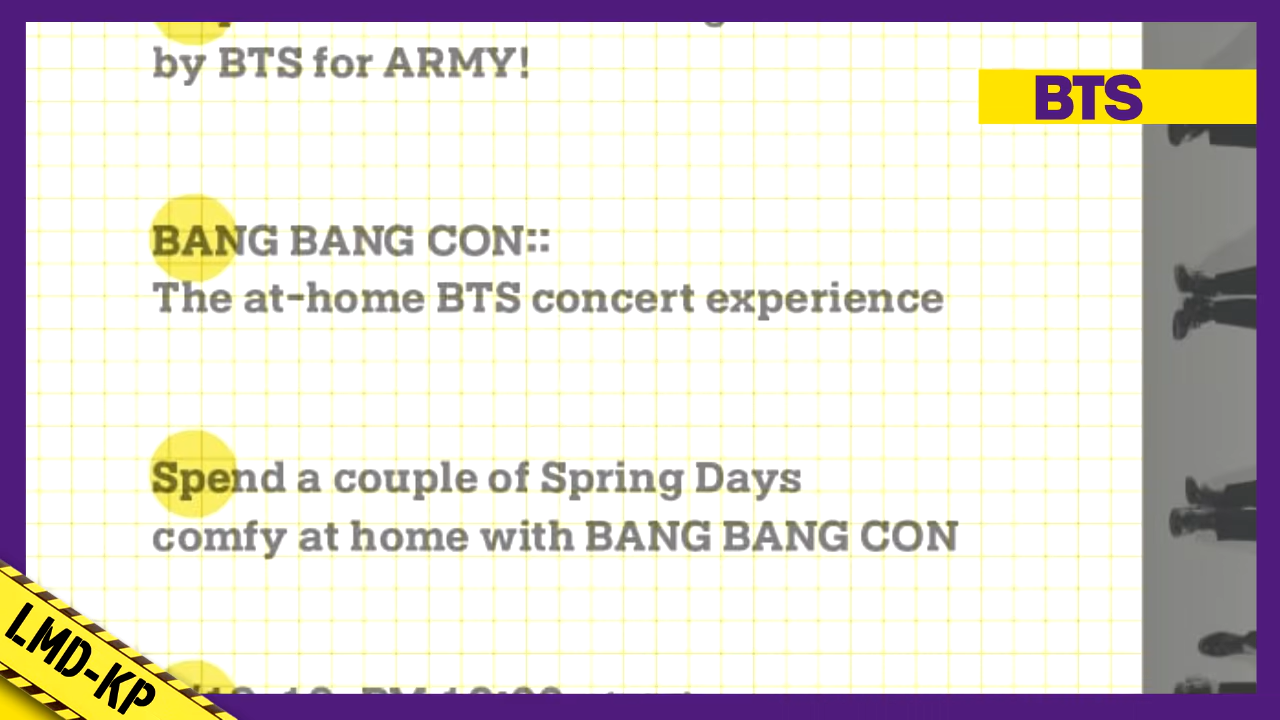 by BTS for ARMY!
BTS
BANG BANG CON::
The at-home BTS concert experience
Spend a couple of Spring Days
comfy at home with BANG BANG CON
LMD-KP